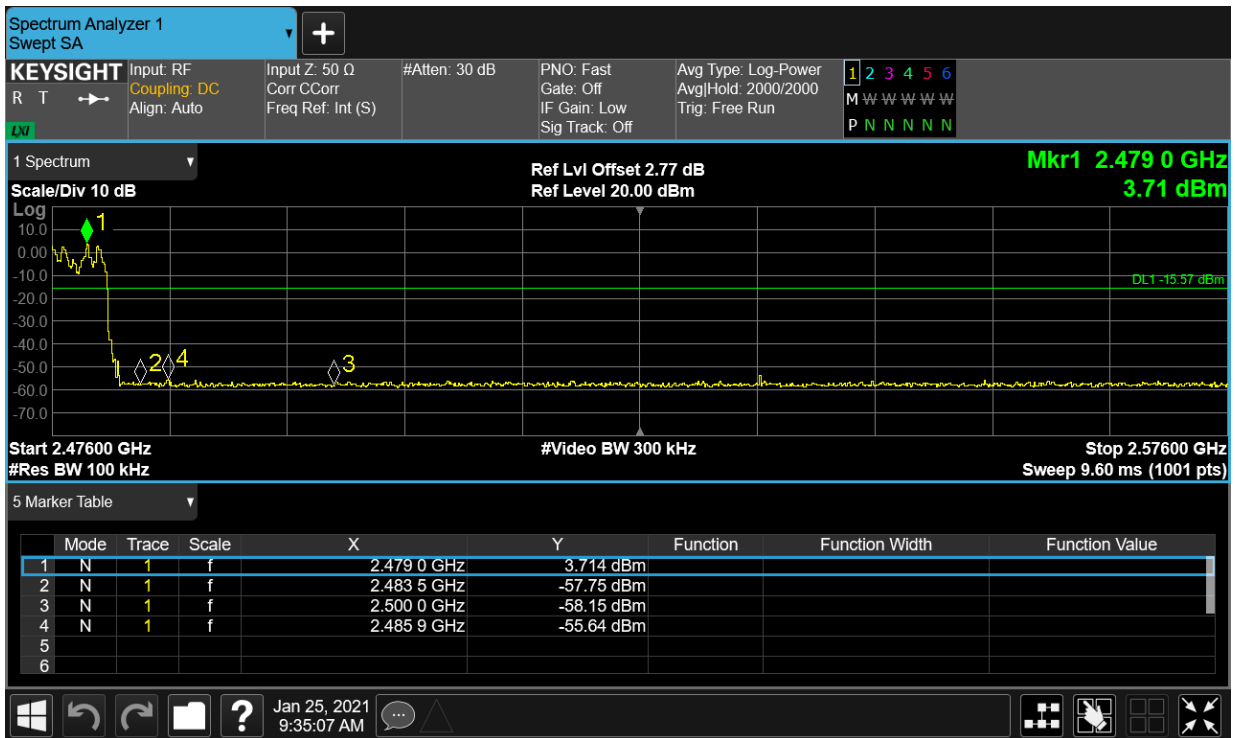 Spectrum Analyzer 1
Swept SA
KEYSIGHT Input: RF Input Z: 50 Ω #Atten: 30 dB PNO: Fast Avg Type: Log-Power 1 2 3 4 5 6
R T Coupling: DC Corr CCorr Gate: Off Avg|Hold: 2000/2000 M W W W W W
Align: Auto Freq Ref: Int (S) IF Gain: Low Trig: Free Run
LXI Sig Track: Off P N N N N N
1 Spectrum Ref Lvl Offset 2.77 dB Mkr1 2.479 0 GHz
Scale/Div 10 dB Ref Level 20.00 dBm 3.71 dBm
Log
1
10.0
0.00
-10.0
DL1 -15.57 dBm
-20.0
-30.0
-40.0
2 4 3
-50.0
-60.0
-70.0
Start 2.47600 GHz #Video BW 300 kHz Stop 2.57600 GHz
#Res BW 100 kHz Sweep 9.60 ms (1001 pts)
5 Marker Table
Mode Trace Scale X Y Function Function Width Function Value
1 N 1 f 2.479 0 GHz 3.714 dBm
2 N 1 f 2.483 5 GHz -57.75 dBm
3 N 1 f 2.500 0 GHz -58.15 dBm
4 N 1 f 2.485 9 GHz -55.64 dBm
5
6
? Jan 25, 2021
9:35:07 AM